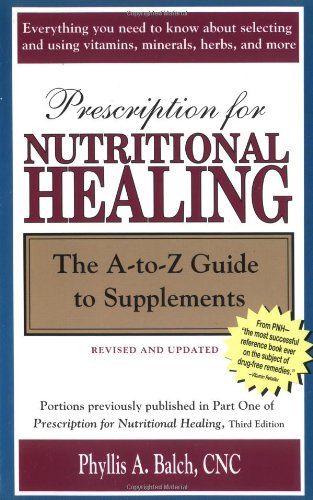 Everything you need to know about selecting
and using vitamins, minerals, herbs, and more
Prescription for
NUTRITIONAL
HEALING
The A-to-Z Guide
to Supplements
REVISED AND UPDATED
From PNH—
"the most successful
reference book ever
on the subject of
drug-free remedies."
—Vitamin Retailer
Portions previously published in Part One of
Prescription for Nutritional Healing, Third Edition
Phyllis A. Balch, CNC